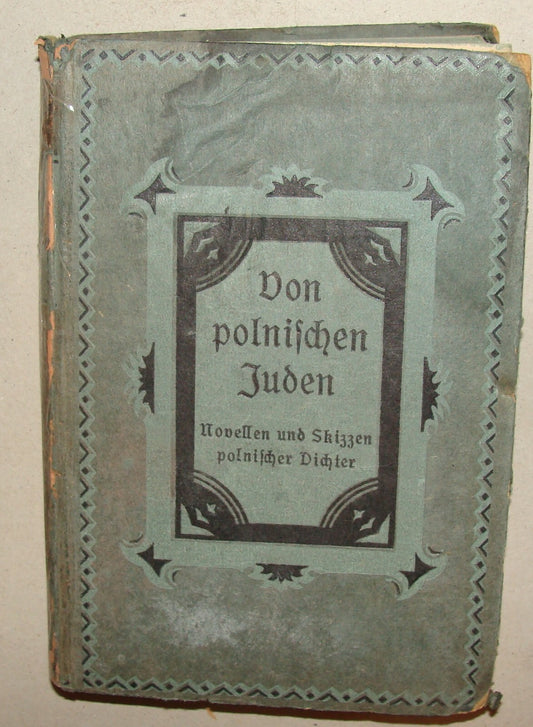 Von
polnischen
Juden
Novellen und Skizzen
polnischer Dichter